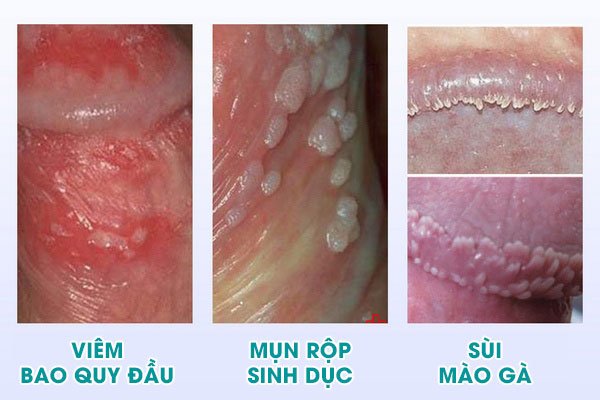 VIÊM
BAO QUY ĐẦU
MỤN RỘP
SINH DỤC
SÙI
MÀO GÀ